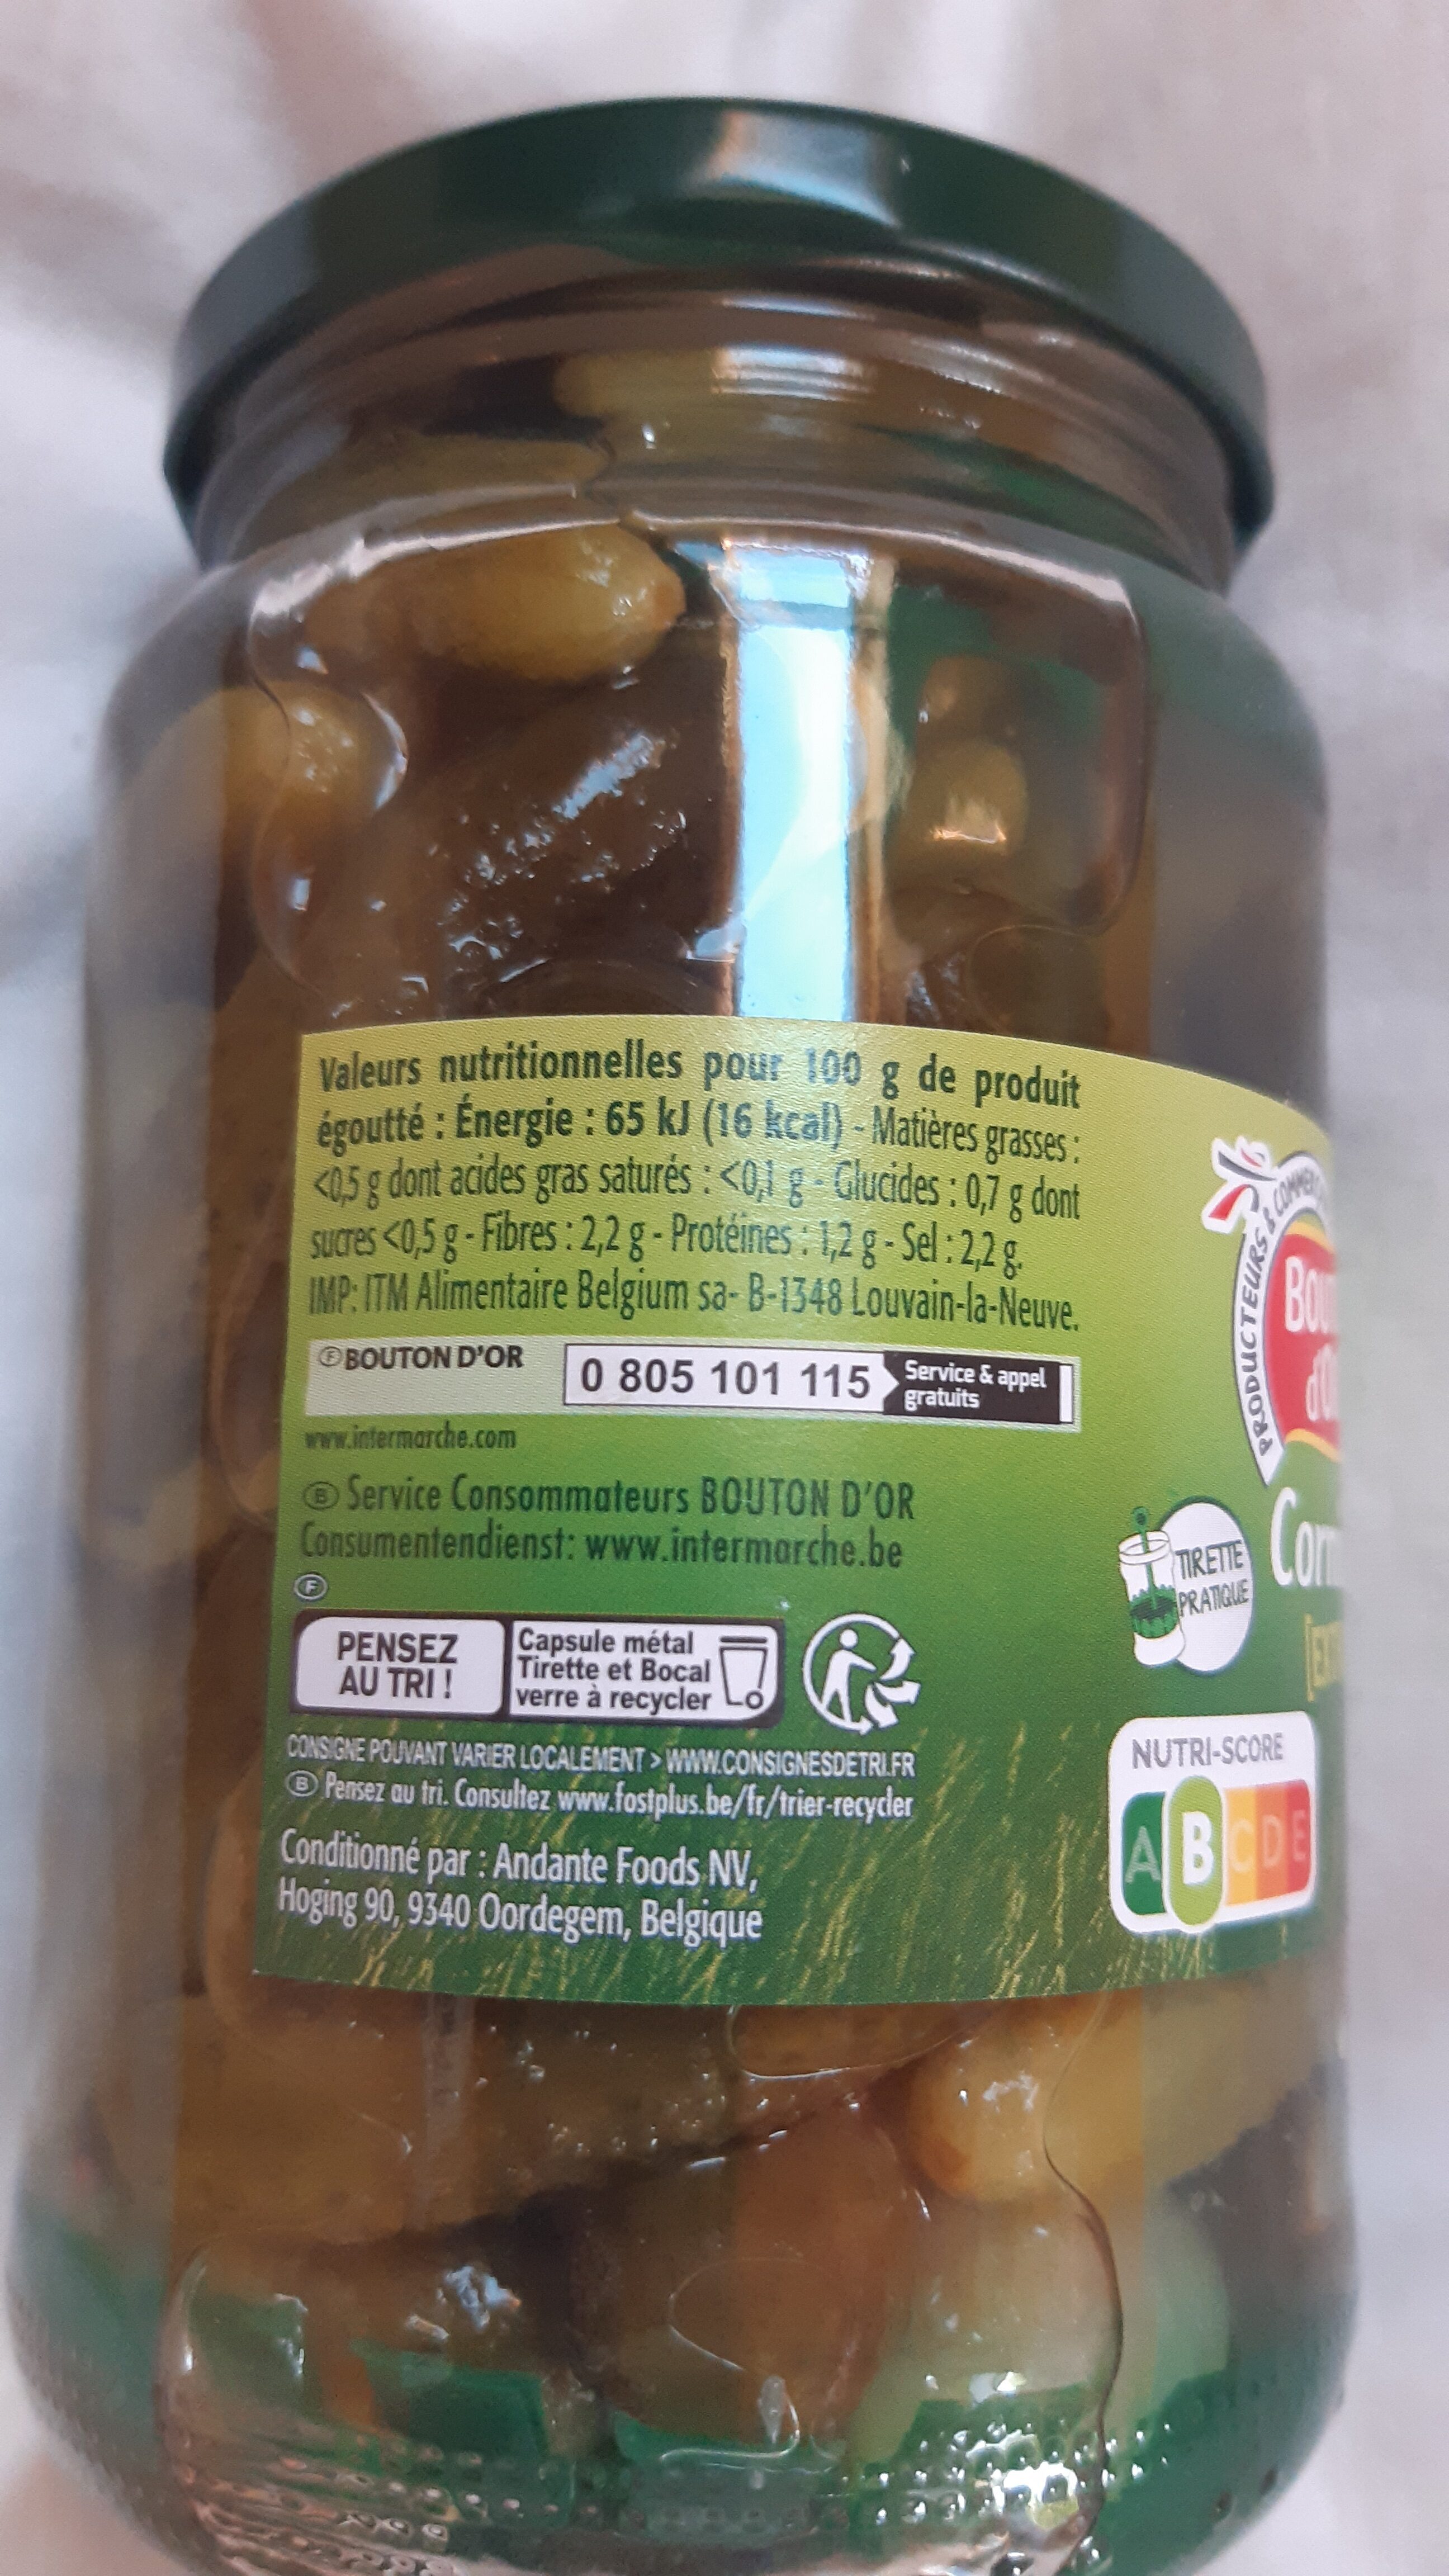 Valeurs nutritionnelles pour 100 g de produit
égoutté : Énergie : 65 kJ (16 kcal) - Matières grasses :
<0,5 g dont acides gras saturés : <0,1 g - Glucides : 0,7 g dont
sucres <0,5 g - Fibres : 2,2 g - Protéines : 1,2 g - Sel : 2,2 g.
IMP: ITM Alimentaire Belgium sa- B-1348 Louvain-la-Neuve.
Ⓕ BOUTON D'OR
0 805 101 115 Service & appel
gratuits
www.intermarche.com
Ⓑ Service Consommateurs BOUTON D'OR
Consumentendienst: www.intermarche.be
Ⓕ
PENSEZ
AU TRI !
Capsule métal
Tirette et Bocal
verre à recycler
CONSIGNE POUVANT VARIER LOCALEMENT > WWW.CONSIGNESDETRI.FR
Ⓑ Pensez au tri. Consultez www.fostplus.be/fr/trier-recycler
Conditionné par : Andante Foods NV,
Hoging 90, 9340 Oordegem, Belgique
PRODUCTEURS &
TIRETTE
PRATIQUE
NUTRI-SCORE
A B C D E